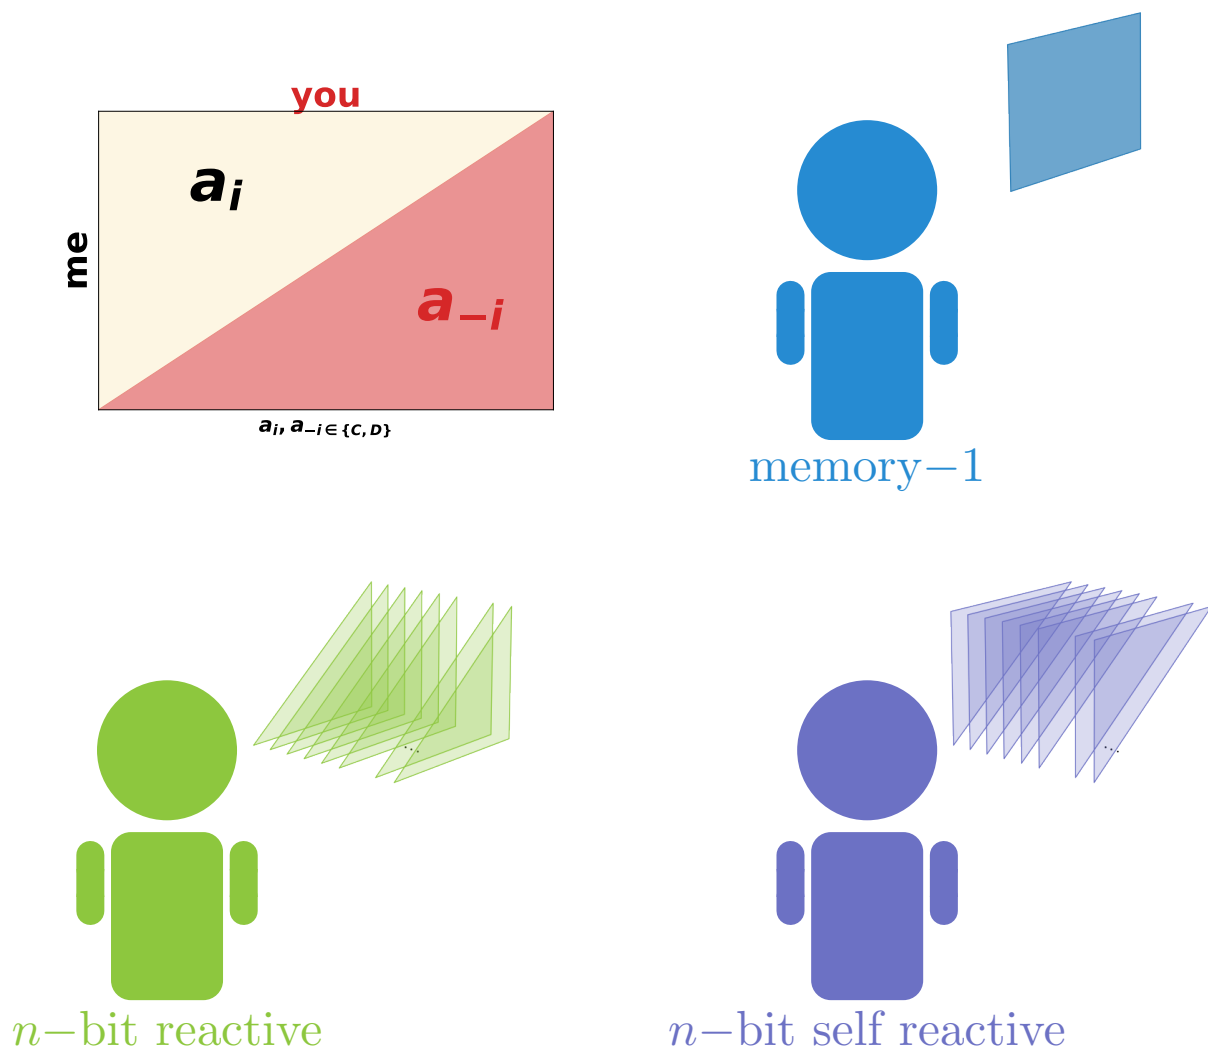 you
a_i
me
a_{-i}
a_i, a_{-i ∈ {C, D}}
memory−1
...
...
n−bit reactive
n−bit self reactive